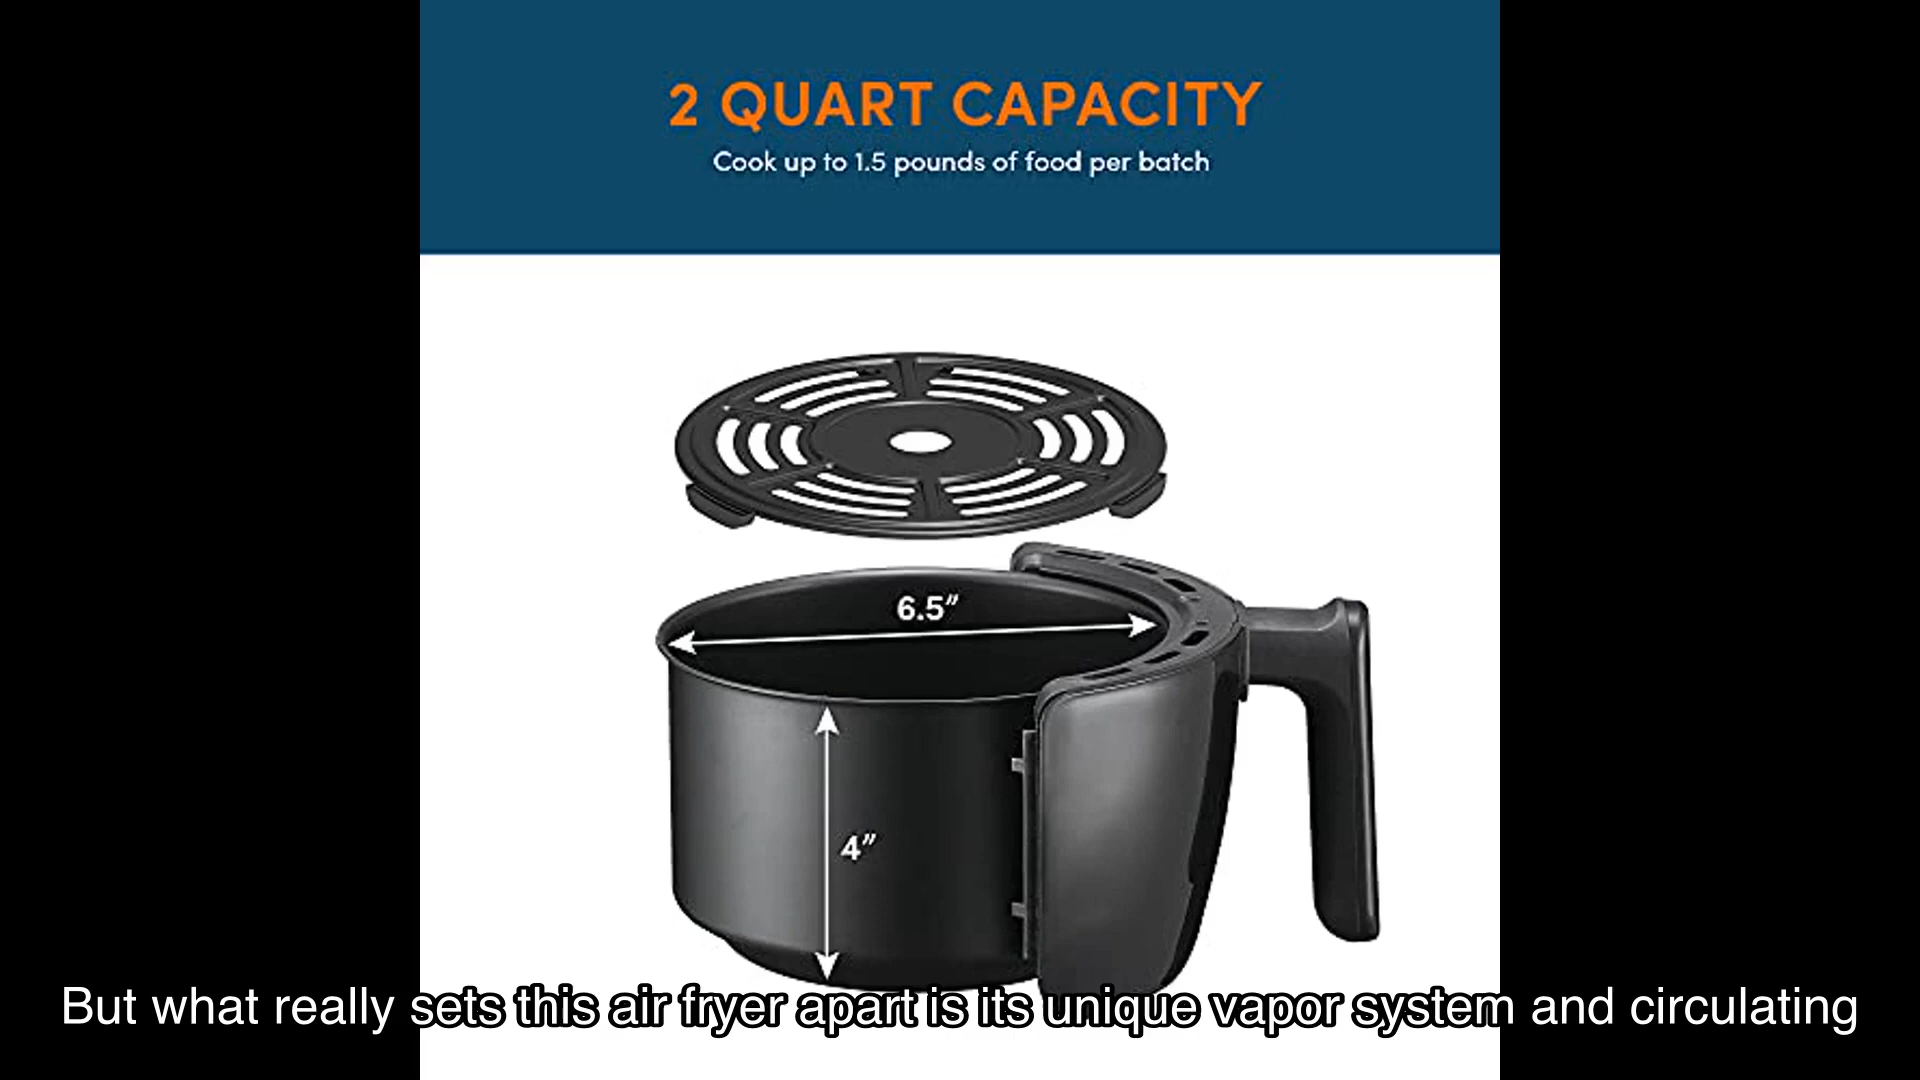 2 QUART CAPACITY
Cook up to 1.5 pounds of food per batch
6.5"
4"
But what really sets this air fryer apart is its unique vapor system and circulating